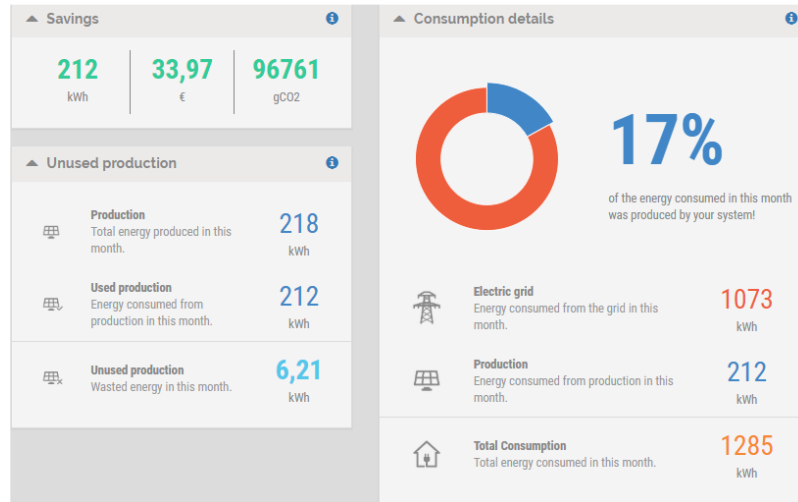 Savings
212
kWh
33,97
€
96761
gCO2
Unused production
Production
Total energy produced in this
month.
218
kWh
Used production
Energy consumed from
production in this month.
212
kWh
Unused production
Wasted energy in this month.
6,21
kWh
Consumption details
17%
of the energy consumed in this month
was produced by your system!
Electric grid
Energy consumed from the grid in this
month.
1073
kWh
Production
Energy consumed from production in this
month.
212
kWh
Total Consumption
Total energy consumed in this month.
1285
kWh